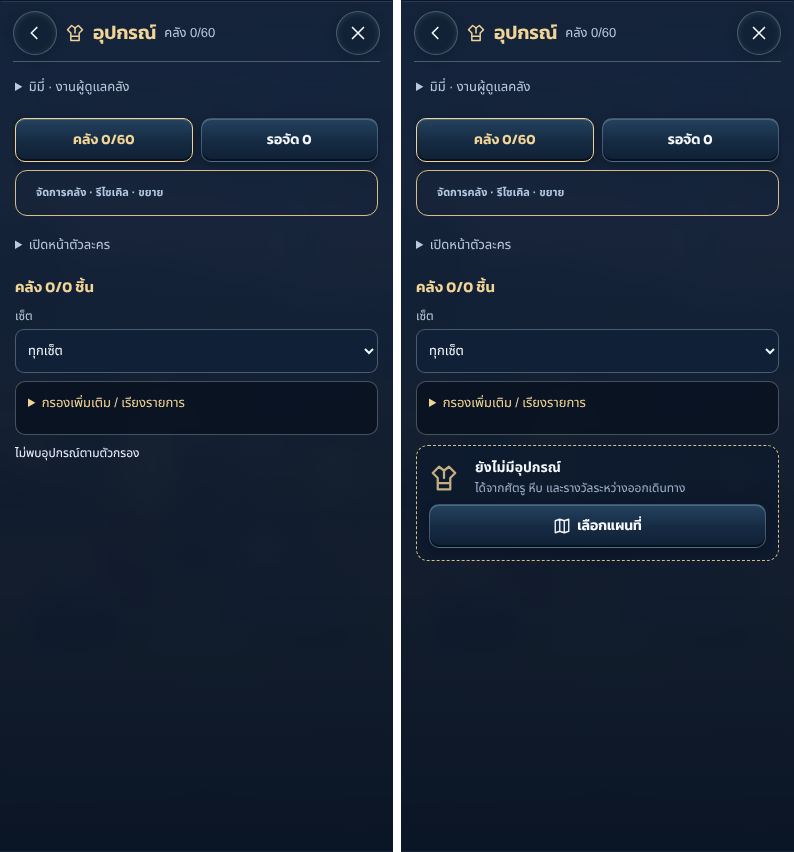 อุปกรณ์ คลัง 0/60
มิมี่ · งานผู้ดูแลคลัง
คลัง 0/60
รอจัด 0
จัดการคลัง · รีไซเคิล · ขยาย
เปิดหน้าตัวละคร
คลัง 0/0 ชิ้น
เซ็ต
ทุกเซ็ต
กรองเพิ่มเติม / เรียงรายการ
ไม่พบอุปกรณ์ตามตัวกรอง
อุปกรณ์ คลัง 0/60
มิมี่ · งานผู้ดูแลคลัง
คลัง 0/60
รอจัด 0
จัดการคลัง · รีไซเคิล · ขยาย
เปิดหน้าตัวละคร
คลัง 0/0 ชิ้น
เซ็ต
ทุกเซ็ต
กรองเพิ่มเติม / เรียงรายการ
ยังไม่มีอุปกรณ์
ได้จากศัตรู หีบ และรางวัลระหว่างออกเดินทาง
เลือกแผนที่